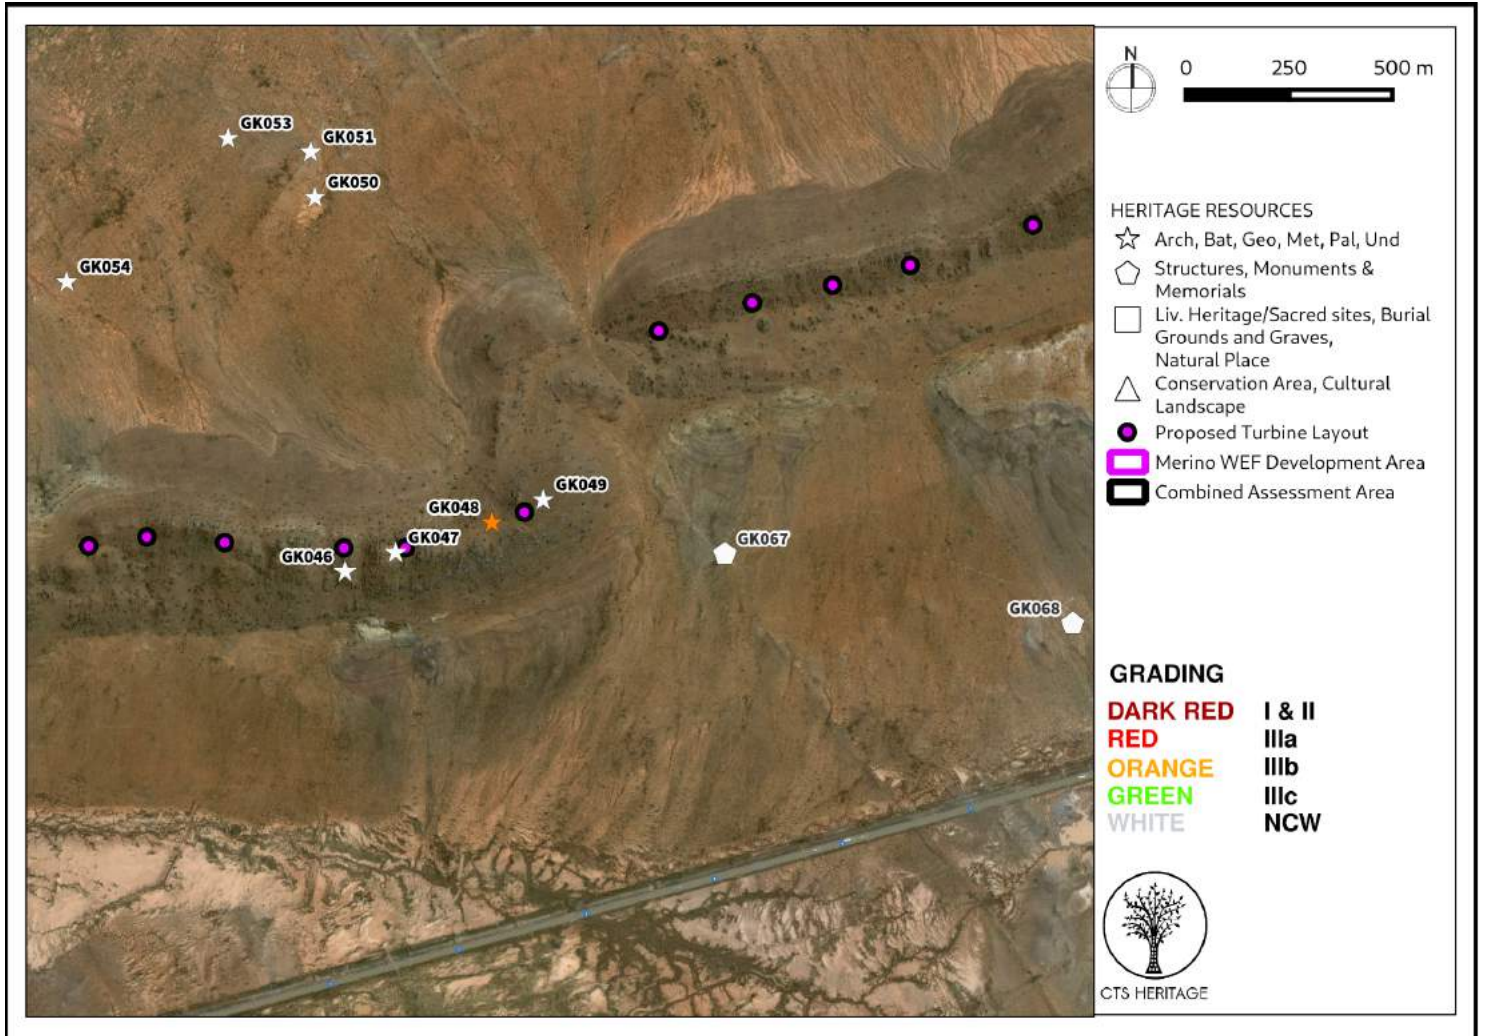 GK053
GK051
GK050
GK054
GK049
GK048
GK047
GK046
GK067
GK068
N
0 250 500 m
HERITAGE RESOURCES
Arch, Bat, Geo, Met, Pal, Und
Structures, Monuments &
Memorials
Liv. Heritage/Sacred sites, Burial
Grounds and Graves,
Natural Place
Conservation Area, Cultural
Landscape
Proposed Turbine Layout
Merino WEF Development Area
Combined Assessment Area
GRADING
DARK RED I & II
RED IIIa
ORANGE IIIb
GREEN IIIc
WHITE NCW
CTS HERITAGE